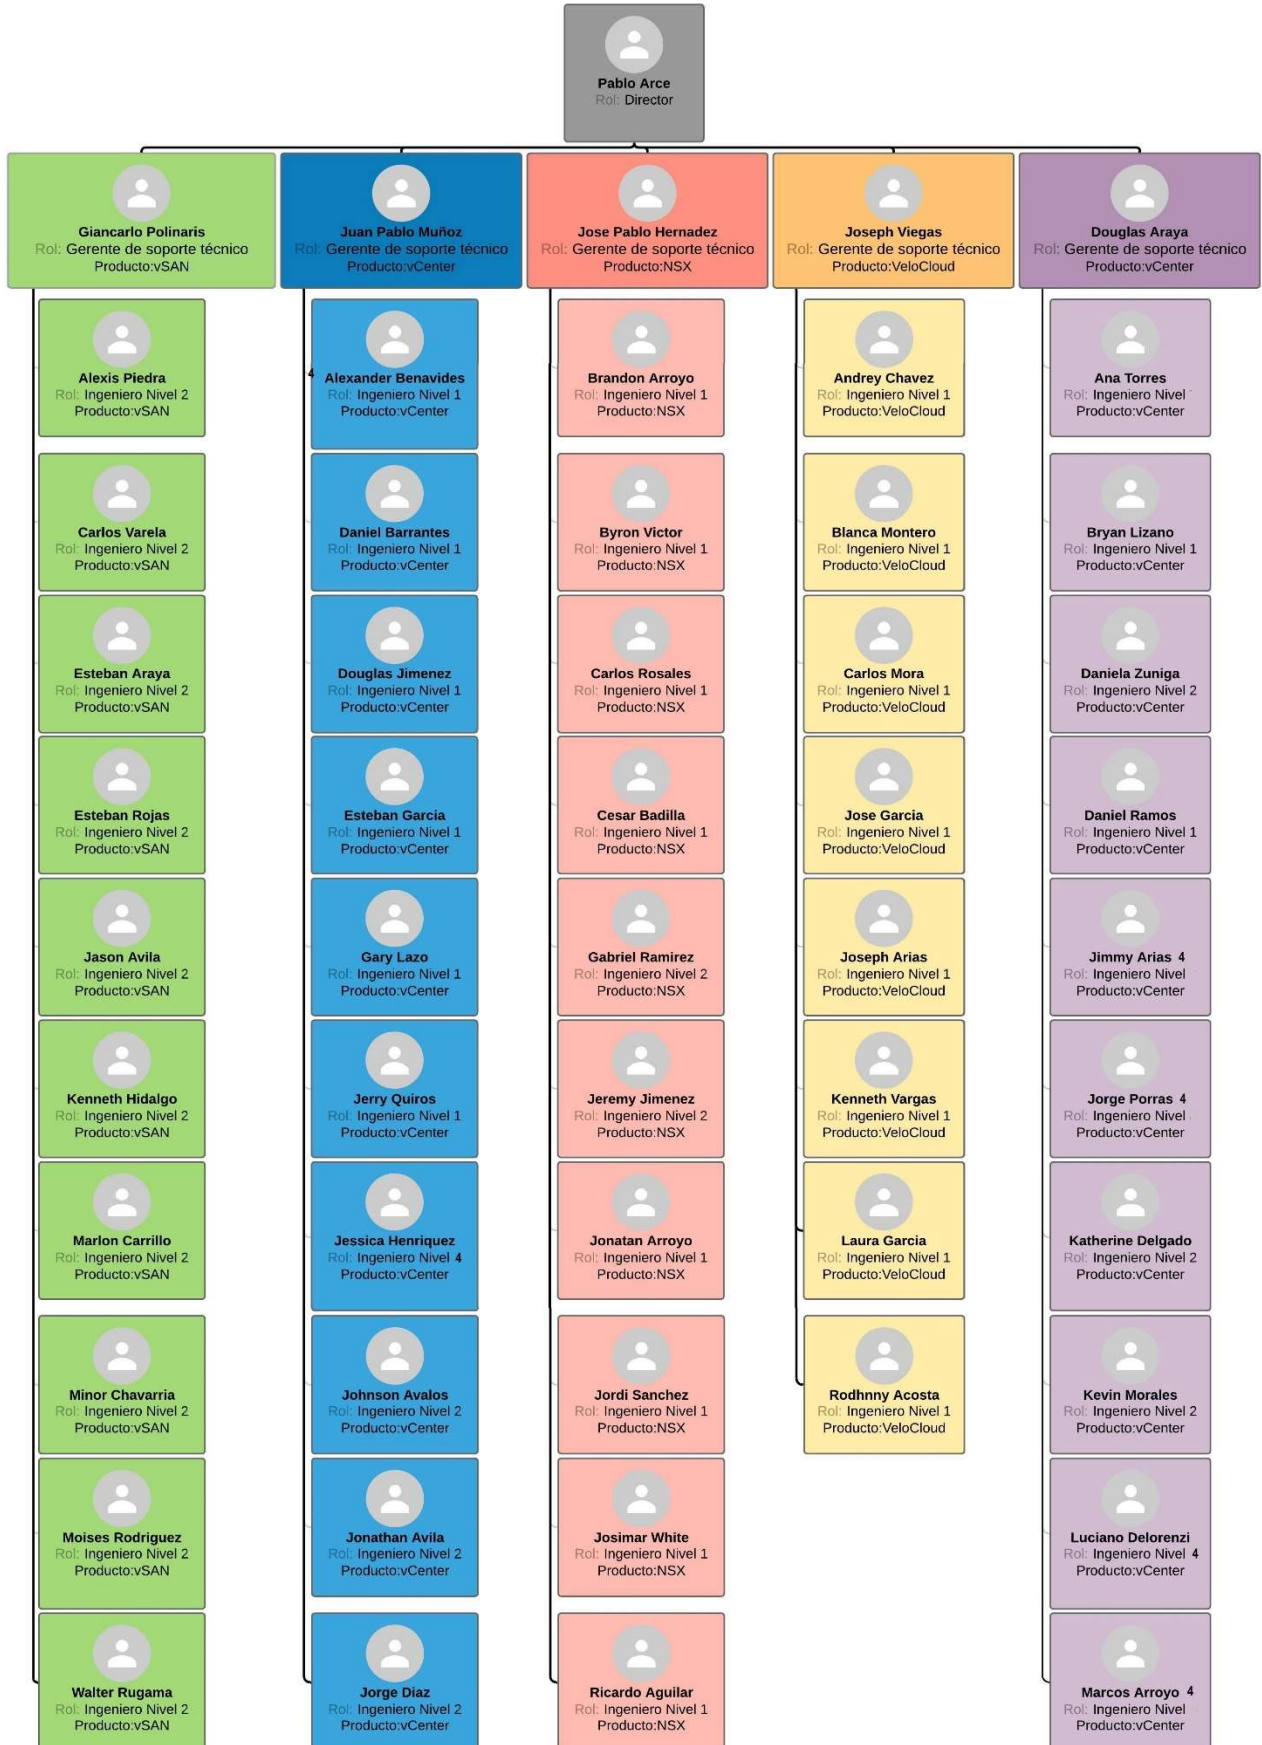 Pablo Arce
Rol: Director
Giancarlo Polinaris
Rol: Gerente de soporte técnico
Producto:vSAN
Juan Pablo Muñoz
Rol: Gerente de soporte técnico
Producto:vCenter
Jose Pablo Hernadez
Rol: Gerente de soporte técnico
Producto:NSX
Joseph Viegas
Rol: Gerente de soporte técnico
Producto:VeloCloud
Douglas Araya
Rol: Gerente de soporte técnico
Producto:vCenter
Alexis Piedra
Rol: Ingeniero Nivel 2
Producto:vSAN
Carlos Varela
Rol: Ingeniero Nivel 2
Producto:vSAN
Esteban Araya
Rol: Ingeniero Nivel 2
Producto:vSAN
Esteban Rojas
Rol: Ingeniero Nivel 2
Producto:vSAN
Jason Avila
Rol: Ingeniero Nivel 2
Producto:vSAN
Kenneth Hidalgo
Rol: Ingeniero Nivel 2
Producto:vSAN
Marlon Carrillo
Rol: Ingeniero Nivel 2
Producto:vSAN
Minor Chavarria
Rol: Ingeniero Nivel 2
Producto:vSAN
Moises Rodriguez
Rol: Ingeniero Nivel 2
Producto:vSAN
Walter Rugama
Rol: Ingeniero Nivel 2
Producto:vSAN
4 Alexander Benavides
Rol: Ingeniero Nivel 1
Producto:vCenter
Daniel Barrantes
Rol: Ingeniero Nivel 1
Producto:vCenter
Douglas Jimenez
Rol: Ingeniero Nivel 1
Producto:vCenter
Esteban Garcia
Rol: Ingeniero Nivel 1
Producto:vCenter
Gary Lazo
Rol: Ingeniero Nivel 1
Producto:vCenter
Jerry Quiros
Rol: Ingeniero Nivel 1
Producto:vCenter
Jessica Henriquez
Rol: Ingeniero Nivel 4
Producto:vCenter
Johnson Avalos
Rol: Ingeniero Nivel 2
Producto:vCenter
Jonathan Avila
Rol: Ingeniero Nivel 2
Producto:vCenter
Jorge Diaz
Rol: Ingeniero Nivel 2
Producto:vCenter
Brandon Arroyo
Rol: Ingeniero Nivel 1
Producto:NSX
Byron Victor
Rol: Ingeniero Nivel 1
Producto:NSX
Carlos Rosales
Rol: Ingeniero Nivel 1
Producto:NSX
Cesar Badilla
Rol: Ingeniero Nivel 1
Producto:NSX
Gabriel Ramirez
Rol: Ingeniero Nivel 2
Producto:NSX
Jeremy Jimenez
Rol: Ingeniero Nivel 2
Producto:NSX
Jonatan Arroyo
Rol: Ingeniero Nivel 1
Producto:NSX
Jordi Sanchez
Rol: Ingeniero Nivel 1
Producto:NSX
Josimar White
Rol: Ingeniero Nivel 1
Producto:NSX
Ricardo Aguilar
Rol: Ingeniero Nivel 1
Producto:NSX
Andrey Chavez
Rol: Ingeniero Nivel 1
Producto:VeloCloud
Blanca Montero
Rol: Ingeniero Nivel 1
Producto:VeloCloud
Carlos Mora
Rol: Ingeniero Nivel 1
Producto:VeloCloud
Jose Garcia
Rol: Ingeniero Nivel 1
Producto:VeloCloud
Joseph Arias
Rol: Ingeniero Nivel 1
Producto:VeloCloud
Kenneth Vargas
Rol: Ingeniero Nivel 1
Producto:VeloCloud
Laura Garcia
Rol: Ingeniero Nivel 1
Producto:VeloCloud
Rodhnny Acosta
Rol: Ingeniero Nivel 1
Producto:VeloCloud
Ana Torres
Rol: Ingeniero Nivel
Producto:vCenter
Bryan Lizano
Rol: Ingeniero Nivel 1
Producto:vCenter
Daniela Zuniga
Rol: Ingeniero Nivel 2
Producto:vCenter
Daniel Ramos
Rol: Ingeniero Nivel 1
Producto:vCenter
Jimmy Arias 4
Rol: Ingeniero Nivel
Producto:vCenter
Jorge Porras 4
Rol: Ingeniero Nivel
Producto:vCenter
Katherine Delgado
Rol: Ingeniero Nivel 2
Producto:vCenter
Kevin Morales
Rol: Ingeniero Nivel 2
Producto:vCenter
Luciano Delorenzi
Rol: Ingeniero Nivel 4
Producto:vCenter
Marcos Arroyo 4
Rol: Ingeniero Nivel
Producto:vCenter